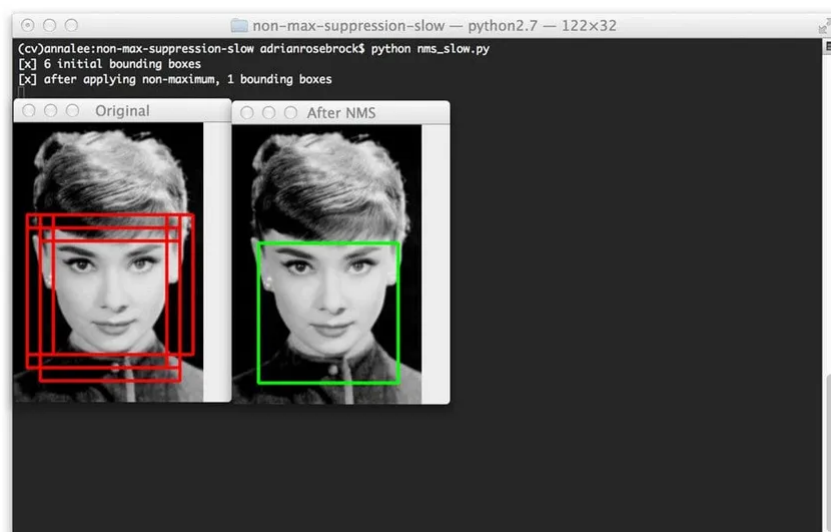 non-max-suppression-slow — python2.7 — 122×32
(cv)annalee:non-max-suppression-slow adrianrosebrock$ python nms_slow.py
[x] 6 initial bounding boxes
[x] after applying non-maximum, 1 bounding boxes
Original
After NMS